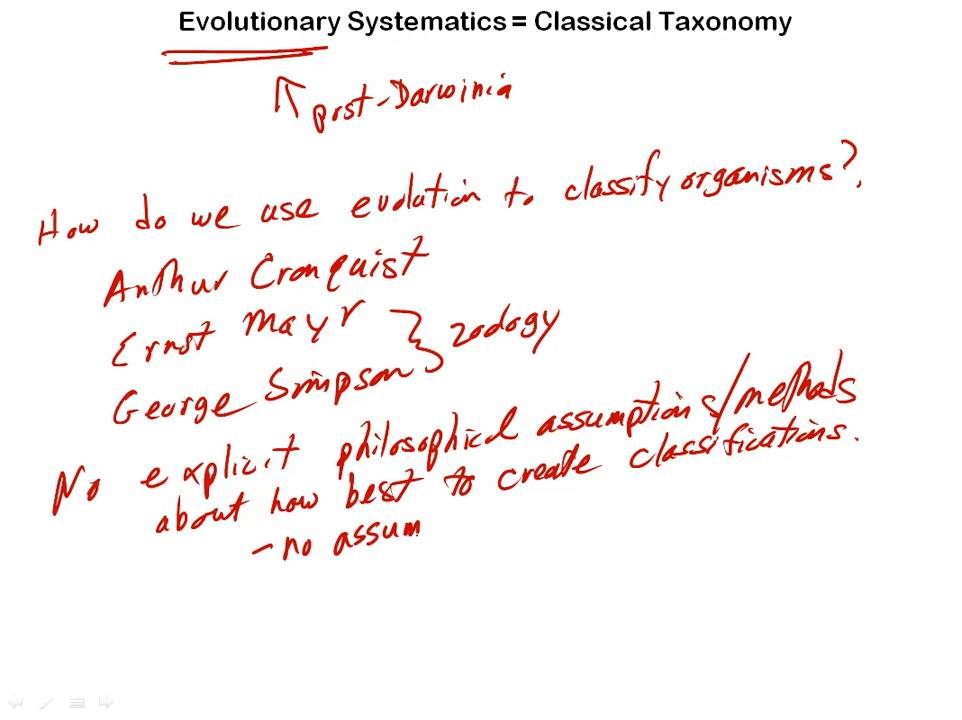 Evolutionary Systematics = Classical Taxonomy
post-Darwinia
How do we use evolution to classify organisms?
Arthur Cronquist
Ernst Mayr
zoology
George Simpson
No explicit philosophical assumptions/methods
about how best to create classifications.
- no assum